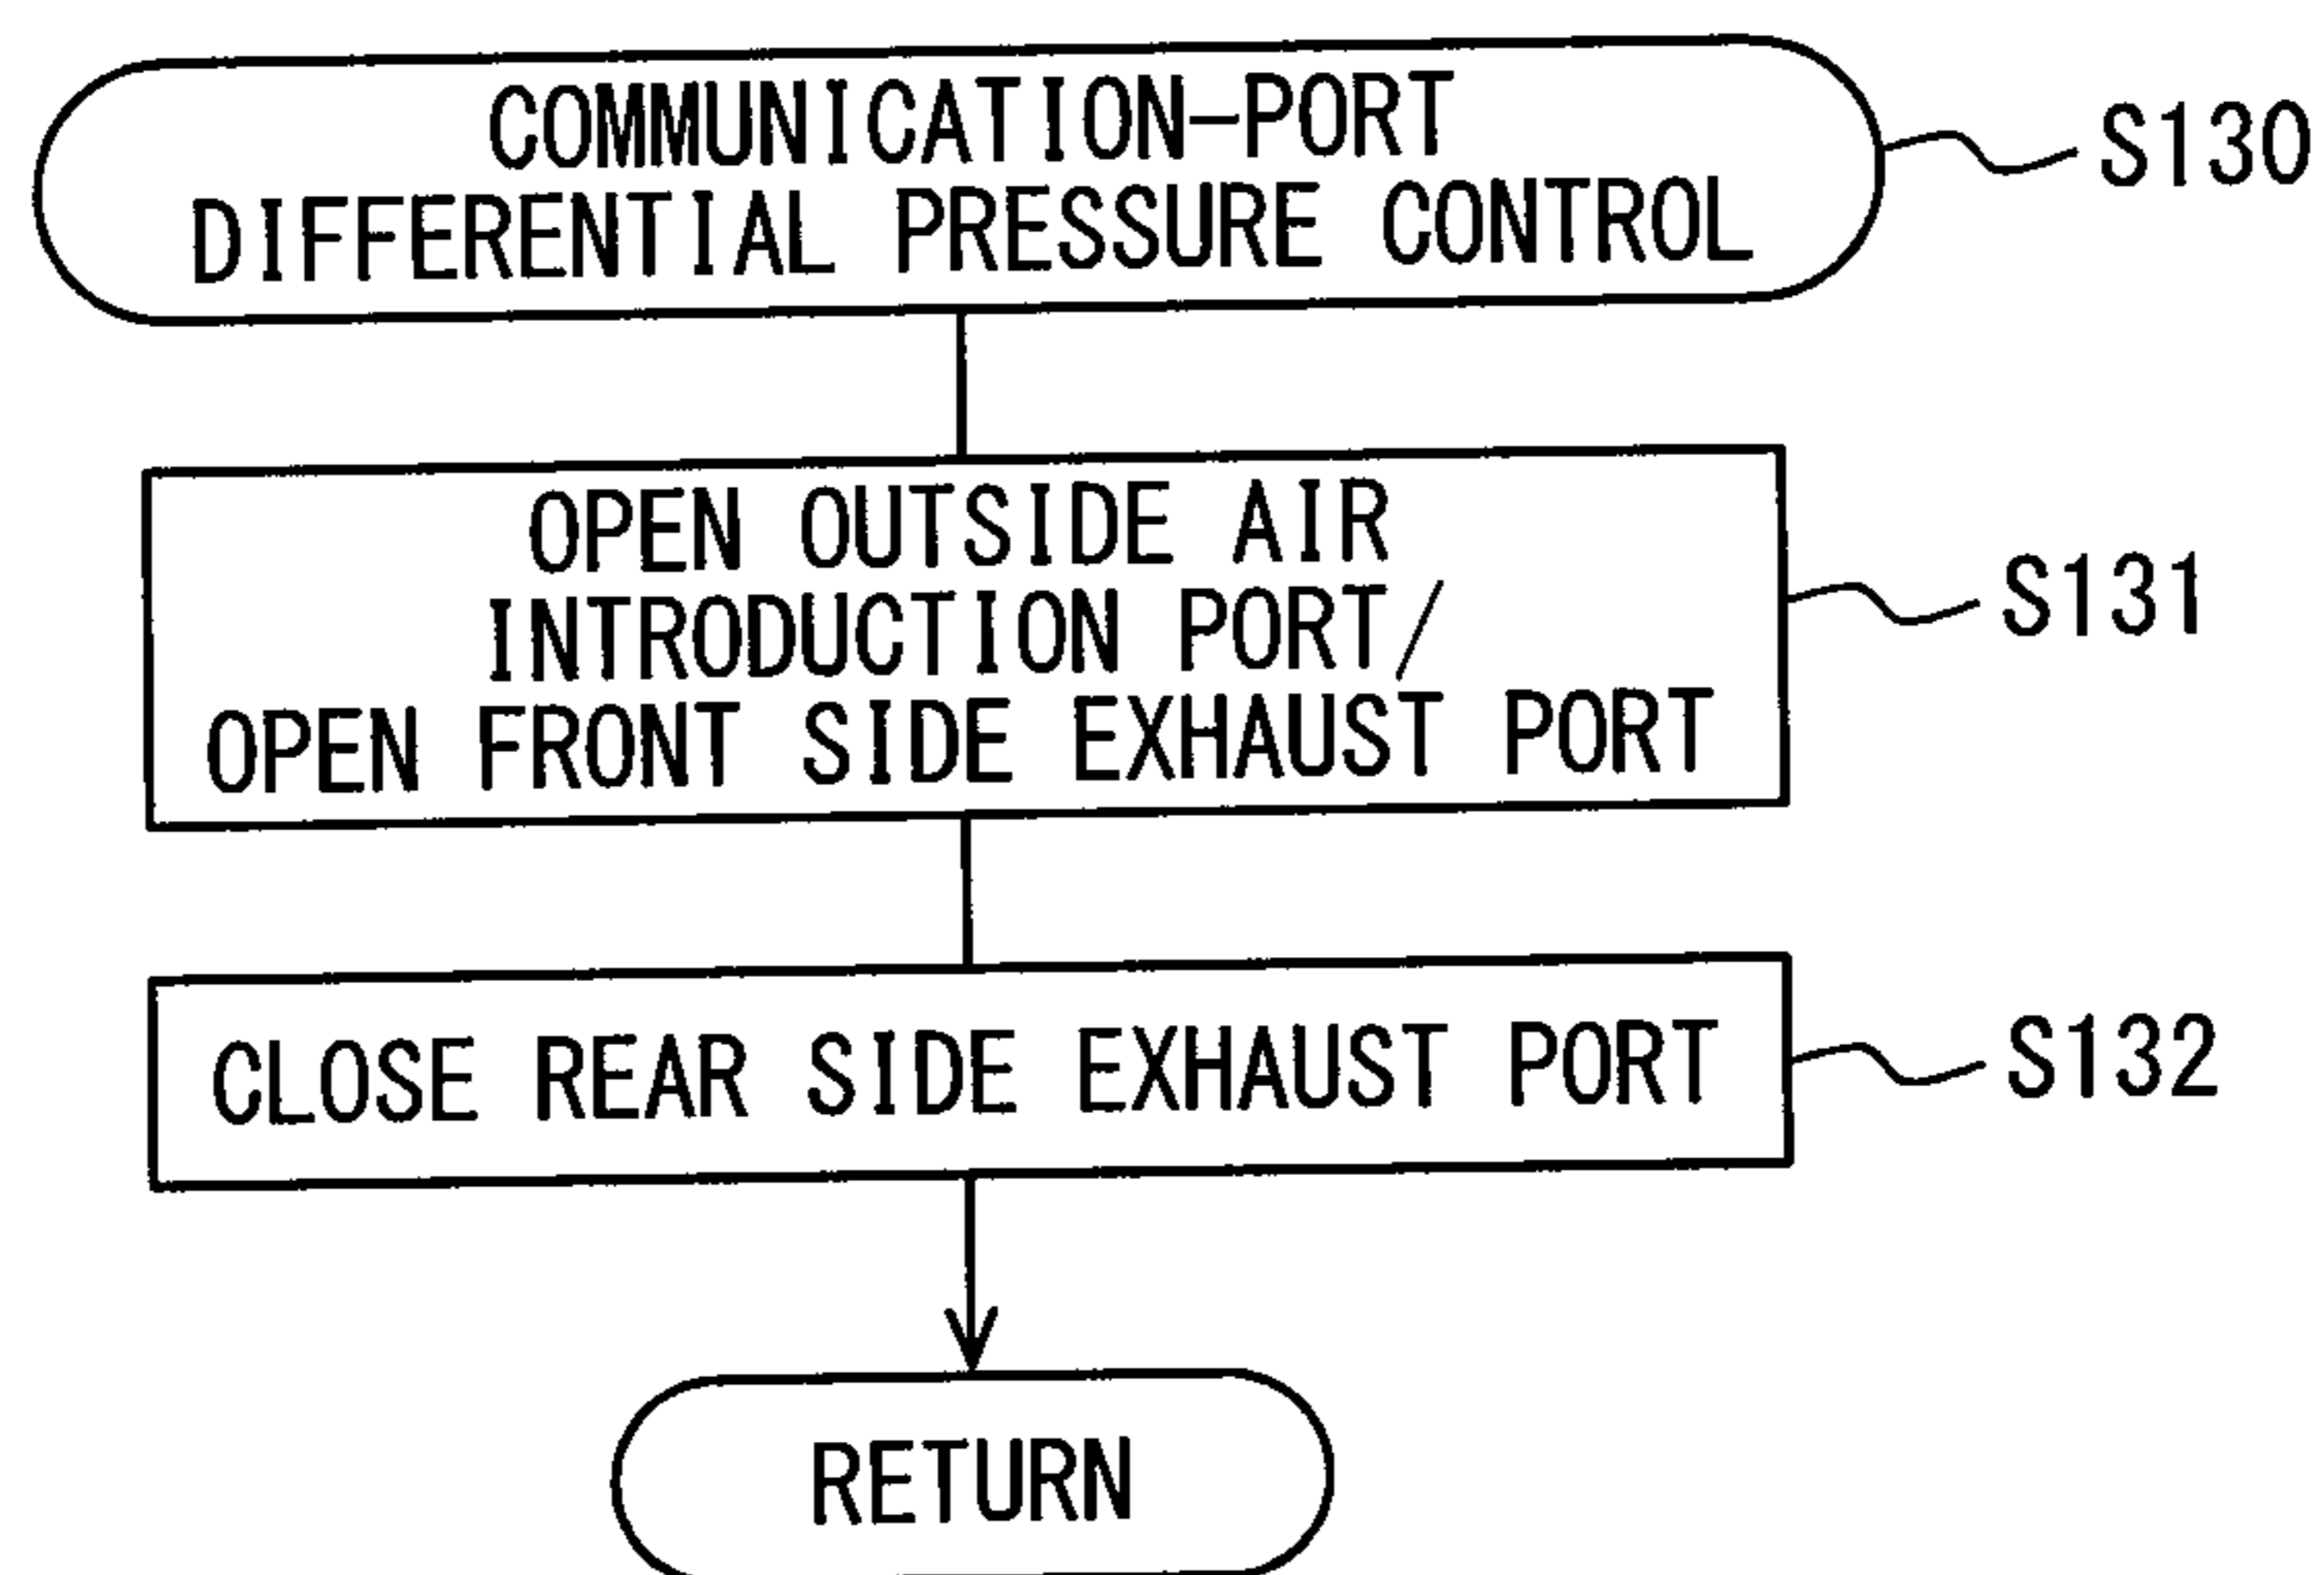 COMMUNICATION-PORT
DIFFERENTIAL PRESSURE CONTROL
S130
OPEN OUTSIDE AIR
INTRODUCTION PORT/
OPEN FRONT SIDE EXHAUST PORT
S131
CLOSE REAR SIDE EXHAUST PORT
S132
RETURN